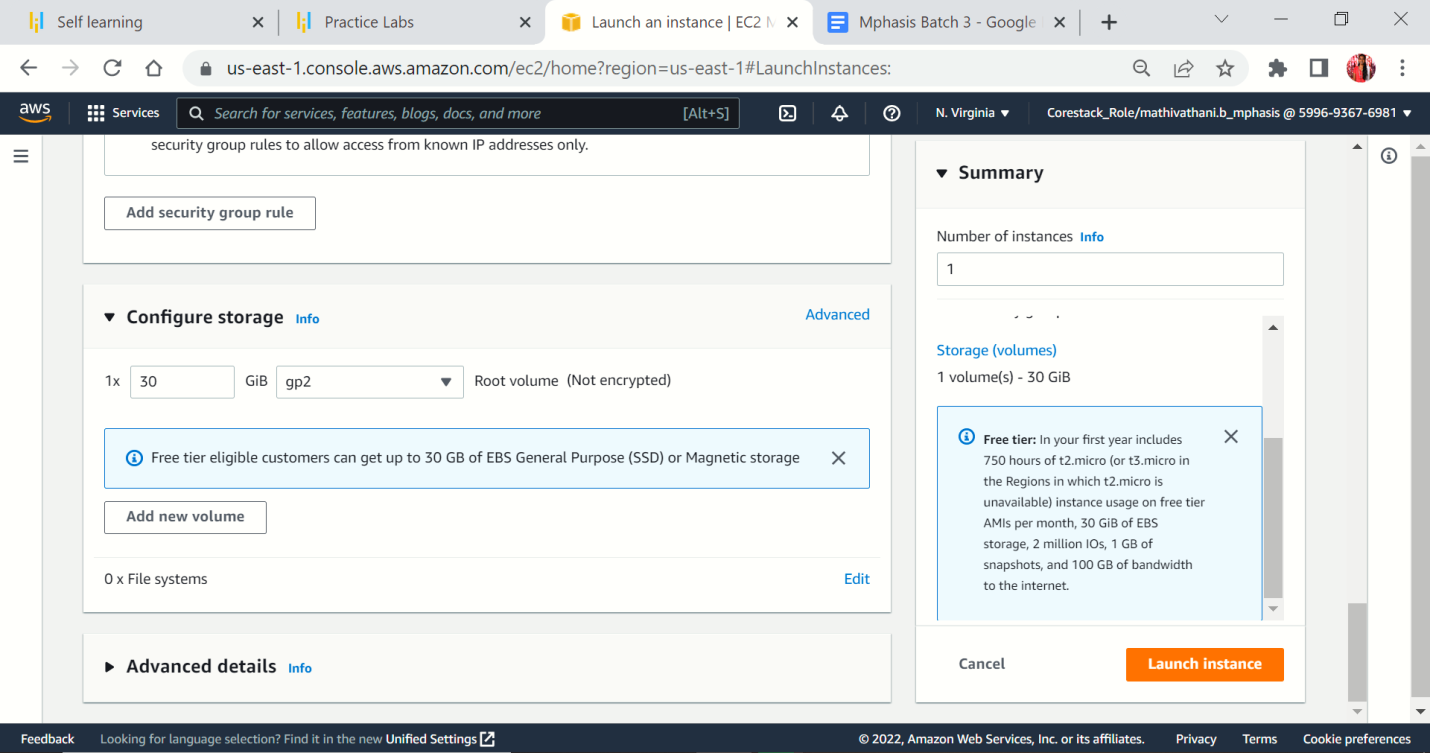 Self learning
Practice Labs
Launch an instance | EC2 M
Mphasis Batch 3 - Google
us-east-1.console.aws.amazon.com/ec2/home?region=us-east-1#LaunchInstances:
aws
Services
Search for services, features, blogs, docs, and more
[Alt+S]
N. Virginia
Corestack_Role/mathivathani.b_mphasis @ 5996-9367-6981
security group rules to allow access from known IP addresses only.
Add security group rule
Configure storage Info
Advanced
1x 30 GiB gp2 Root volume (Not encrypted)
Free tier eligible customers can get up to 30 GB of EBS General Purpose (SSD) or Magnetic storage
Add new volume
0 x File systems
Edit
Advanced details Info
Summary
Number of instances Info
1
Storage (volumes)
1 volume(s) - 30 GiB
Free tier: In your first year includes
750 hours of t2.micro (or t3.micro in
the Regions in which t2.micro is
unavailable) instance usage on free tier
AMIs per month, 30 GiB of EBS
storage, 2 million IOs, 1 GB of
snapshots, and 100 GB of bandwidth
to the internet.
Cancel
Launch instance
Feedback
Looking for language selection? Find it in the new Unified Settings
© 2022, Amazon Web Services, Inc. or its affiliates.
Privacy
Terms
Cookie preferences